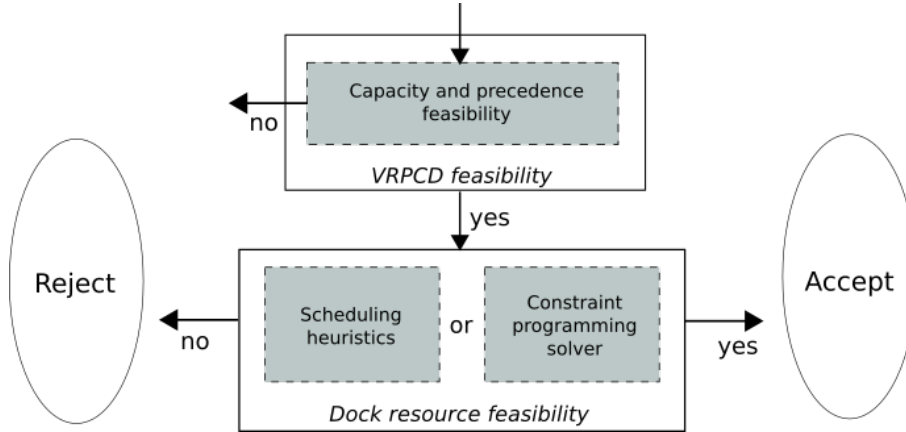 Capacity and precedence
feasibility
no
VRPCD feasibility
yes
Reject
Scheduling
heuristics
or
Constraint
programming
solver
Accept
no
yes
Dock resource feasibility